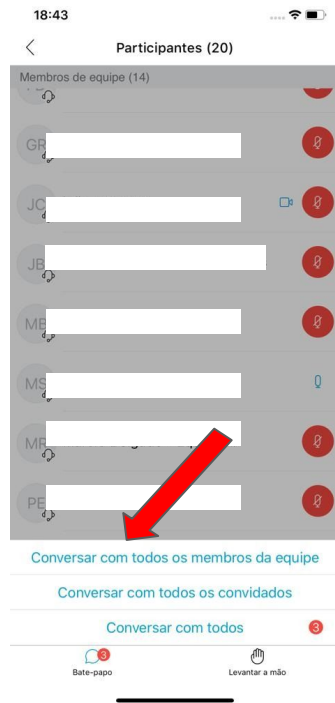 18:43
Participantes (20)
Membros de equipe (14)
GR
JC
JB
MB
MS
MR
PE
Conversar com todos os membros da equipe
Conversar com todos os convidados
Conversar com todos 3
3
Bate-papo
Levantar a mão